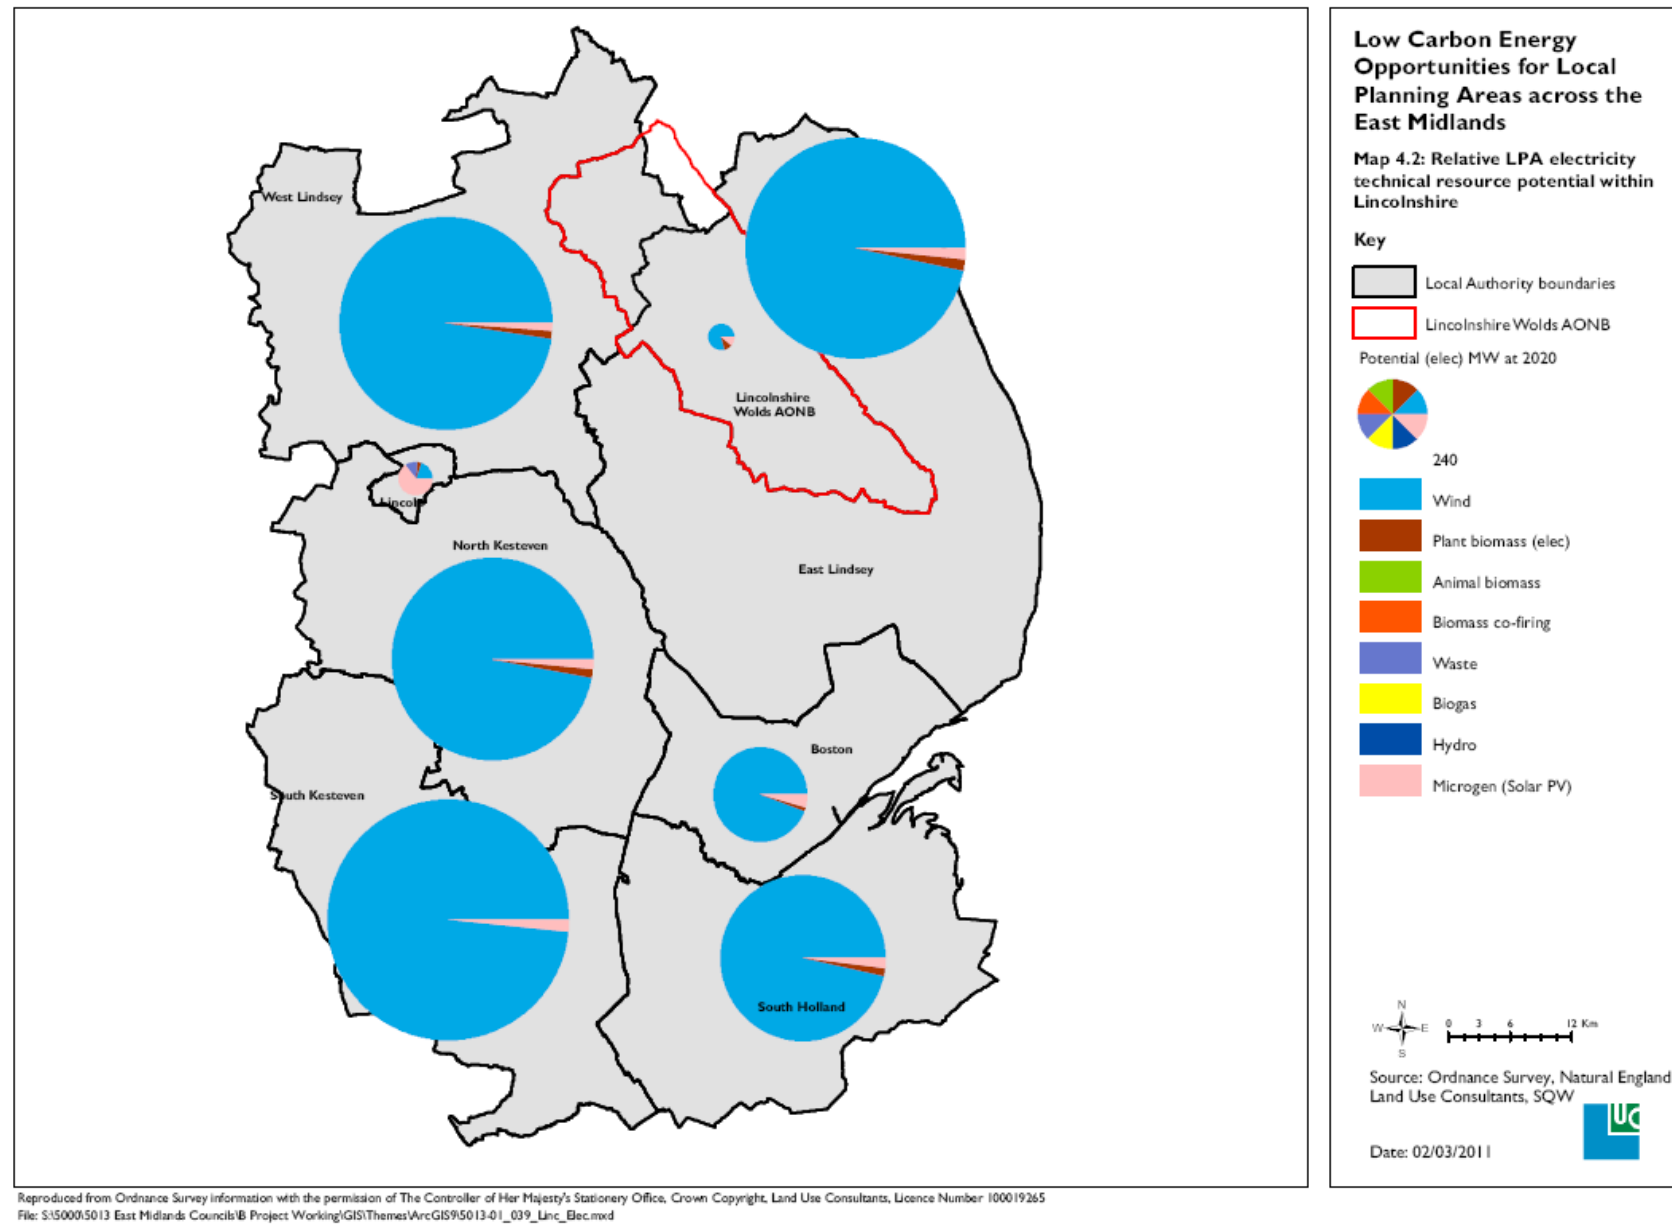 Low Carbon Energy
Opportunities for Local
Planning Areas across the
East Midlands
Map 4.2: Relative LPA electricity
technical resource potential within
Lincolnshire
Key
Local Authority boundaries
Lincolnshire Wolds AONB
Potential (elec) MW at 2020
240
Wind
Plant biomass (elec)
Animal biomass
Biomass co-firing
Waste
Biogas
Hydro
Microgen (Solar PV)
West Lindsey
Lincolnshire
Wolds AONB
Lincoln
North Kesteven
East Lindsey
Boston
South Kesteven
South Holland
N
W E
S
0 3 6 12 Km
Source: Ordnance Survey, Natural England
Land Use Consultants, SQW
Date: 02/03/2011
Reproduced from Ordnance Survey information with the permission of The Controller of Her Majesty's Stationery Office, Crown Copyright, Land Use Consultants, Licence Number 100019265
File: S:\5000\5013 East Midlands Councils\B Project Working\GIS\Themes\ArcGIS9\5013-01_039_Linc_Elec.mxd